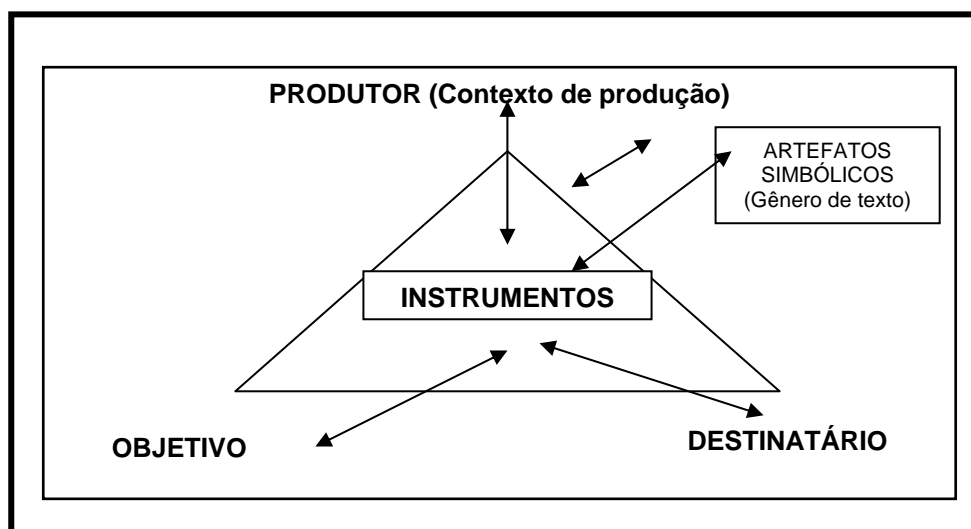 PRODUTOR (Contexto de produção)
ARTEFATOS
SIMBÓLICOS
(Gênero de texto)
INSTRUMENTOS
OBJETIVO
DESTINATÁRIO